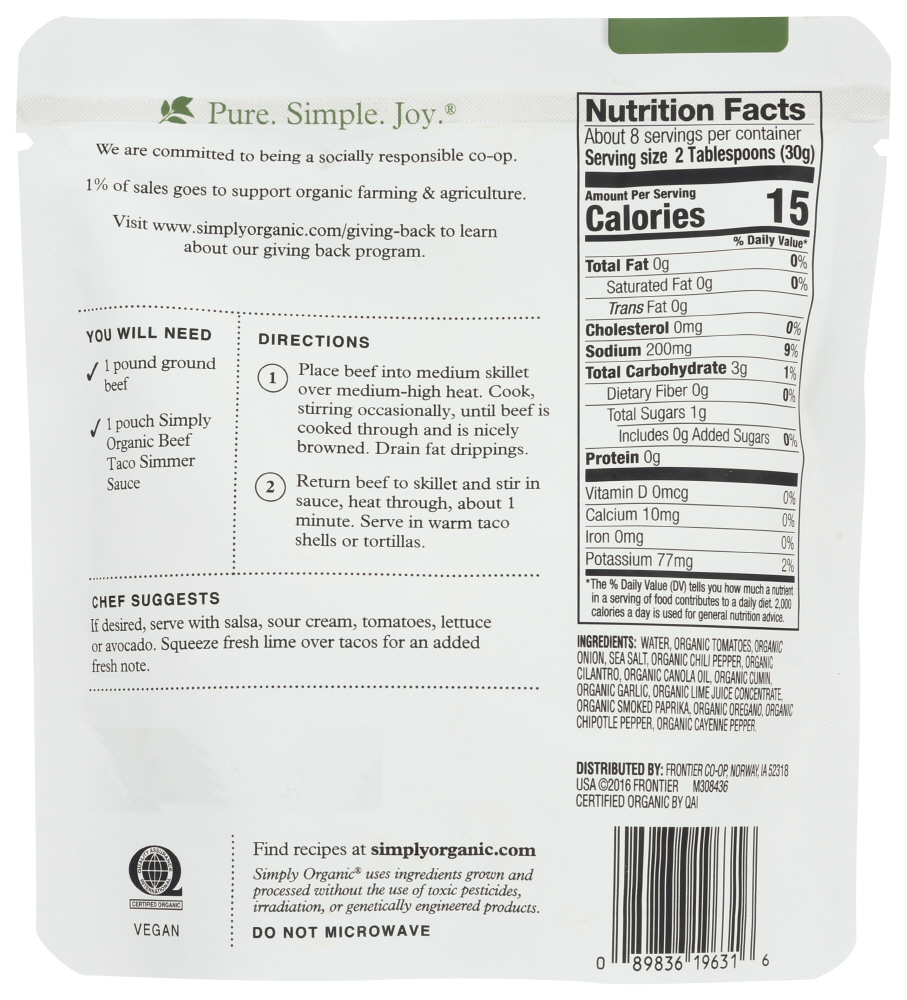 Pure. Simple. Joy.®
We are committed to being a socially responsible co-op.
1% of sales goes to support organic farming & agriculture.
Visit www.simplyorganic.com/giving-back to learn
about our giving back program.
YOU WILL NEED
✓ 1 pound ground
beef
✓ 1 pouch Simply
Organic Beef
Taco Simmer
Sauce
DIRECTIONS
1 Place beef into medium skillet
over medium-high heat. Cook,
stirring occasionally, until beef is
cooked through and is nicely
browned. Drain fat drippings.
2 Return beef to skillet and stir in
sauce, heat through, about 1
minute. Serve in warm taco
shells or tortillas.
CHEF SUGGESTS
If desired, serve with salsa, sour cream, tomatoes, lettuce
or avocado. Squeeze fresh lime over tacos for an added
fresh note.
Q
CERTIFIED ORGANIC
VEGAN
Find recipes at simplyorganic.com
Simply Organic® uses ingredients grown and
processed without the use of toxic pesticides,
irradiation, or genetically engineered products.
DO NOT MICROWAVE
Nutrition Facts
About 8 servings per container
Serving size 2 Tablespoons (30g)
Amount Per Serving
Calories 15
% Daily Value*
Total Fat 0g 0%
Saturated Fat 0g 0%
Trans Fat 0g
Cholesterol 0mg 0%
Sodium 200mg 9%
Total Carbohydrate 3g 1%
Dietary Fiber 0g 0%
Total Sugars 1g
Includes 0g Added Sugars 0%
Protein 0g
Vitamin D 0mcg 0%
Calcium 10mg 0%
Iron 0mg 0%
Potassium 77mg 2%
*The % Daily Value (DV) tells you how much a nutrient
in a serving of food contributes to a daily diet. 2,000
calories a day is used for general nutrition advice.
INGREDIENTS: WATER, ORGANIC TOMATOES, ORGANIC
ONION, SEA SALT, ORGANIC CHILI PEPPER, ORGANIC
CILANTRO, ORGANIC CANOLA OIL, ORGANIC CUMIN,
ORGANIC GARLIC, ORGANIC LIME JUICE CONCENTRATE,
ORGANIC SMOKED PAPRIKA, ORGANIC OREGANO, ORGANIC
CHIPOTLE PEPPER, ORGANIC CAYENNE PEPPER.
DISTRIBUTED BY: FRONTIER CO-OP, NORWAY, IA 52318
USA ©2016 FRONTIER M308436
CERTIFIED ORGANIC BY QAI
0 89836 19631 6